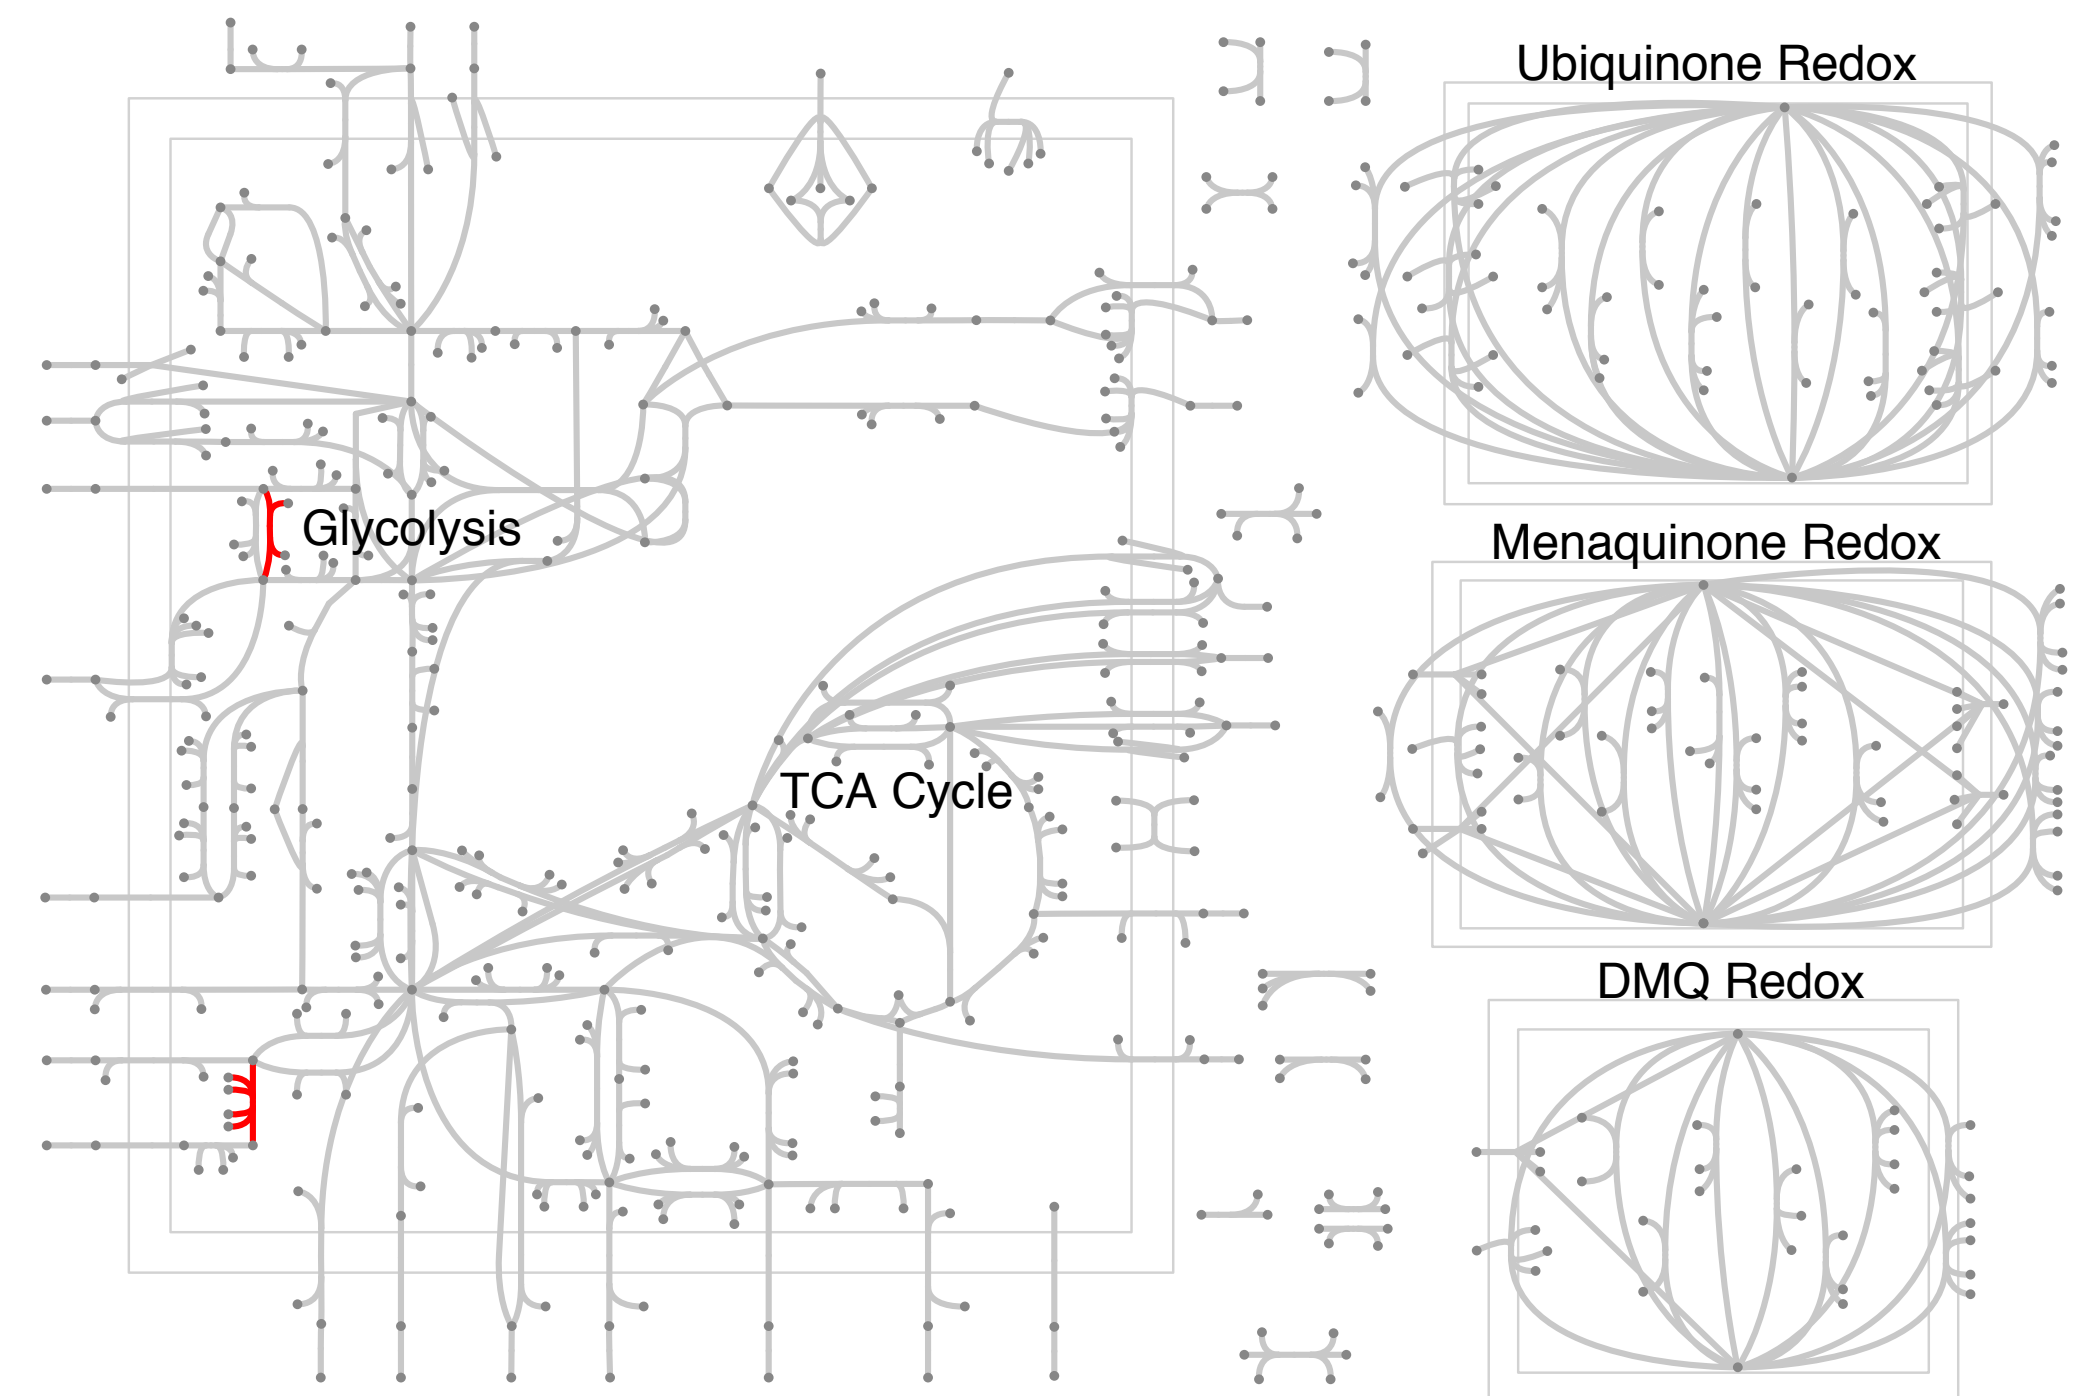 Ubiquinone Redox
Glycolysis
Menaquinone Redox
TCA Cycle
DMQ Redox